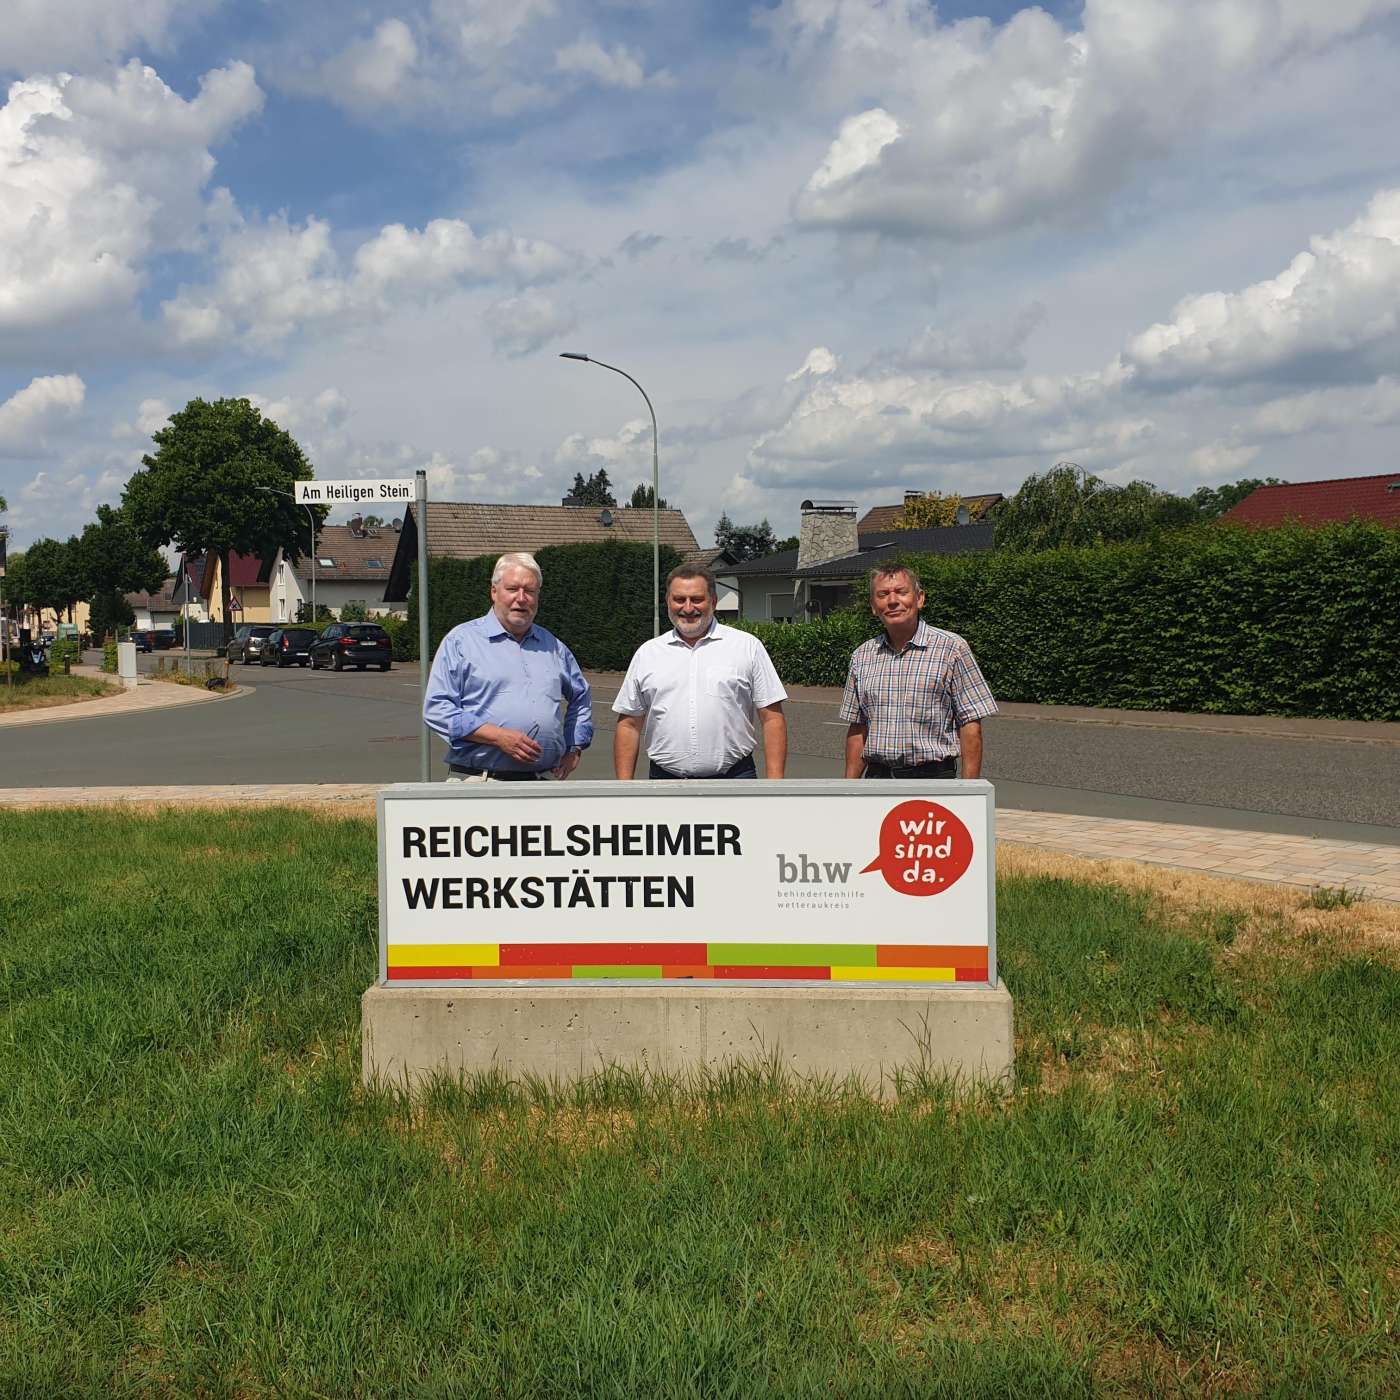 Am Heiligen Stein
REICHELSHEIMER
WERKSTÄTTEN
bhw
behindertenhilfe
wetteraukreis
wir
sind
da.